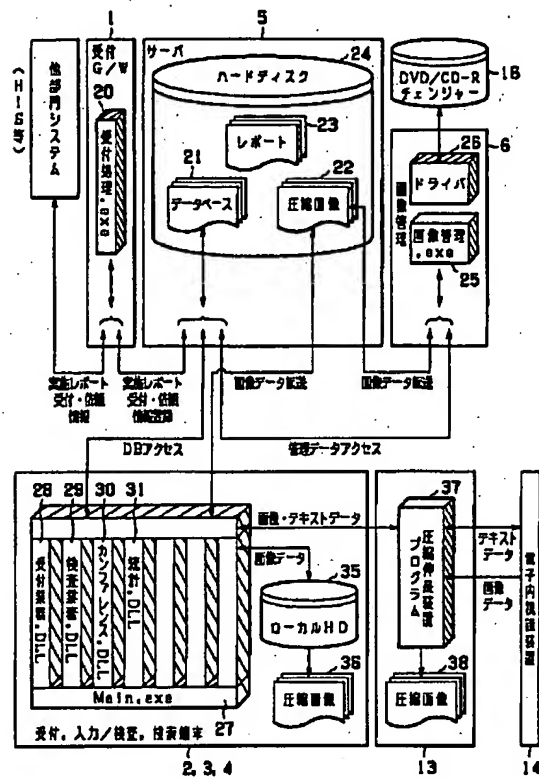 1
受付
G/W
20
受付処理.exe
他部門システム
(HIS等)
5
サーバ
24
ハードディスク
23
レポート
21
データベース
22
圧縮画像
DVD/CD-R
チェンジャー
16
6
26
ドライバ
画像管理
画像管理
.exe
25
実施レポート
受付・依頼
情報
実施レポート
受付・依頼
情報登録
画像データ転送
画像データ転送
DBアクセス
管理データアクセス
28
29
30
31
受付業務.DLL
検査業務.DLL
カンファレンス.DLL
統計.DLL
Main.exe
27
画像・テキストデータ
画像データ
35
ローカルHD
36
圧縮画像
受付,入力/検査,検査端末
2,3,4
37
圧縮伸長装置
プログラム
38
圧縮画像
13
テキスト
データ
画像
データ
電子内視鏡装置
14